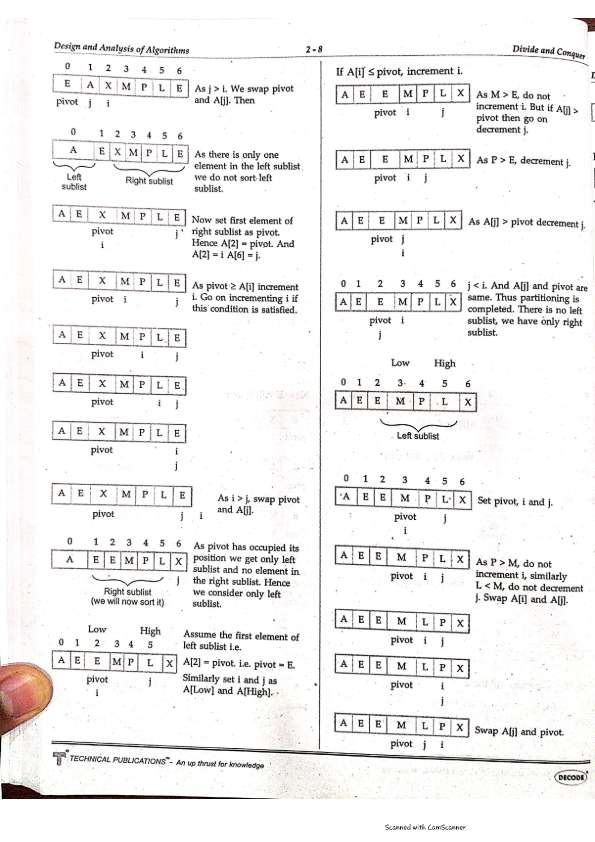 Design and Analysis of Algorithms
2 - 8
Divide and Conquer
0 1 2 3 4 5 6
E A X M P L E
pivot j i
As j > i. We swap pivot
and A[j]. Then
0 1 2 3 4 5 6
A E X M P L E
Left
sublist
Right sublist
As there is only one
element in the left sublist
we do not sort left
sublist.
A E X M P L E
pivot j
i
Now set first element of
right sublist as pivot.
Hence A[2] = pivot. And
A[2] = i A[6] = j.
A E X M P L E
pivot i j
As pivot ≥ A[i] increment
i. Go on incrementing i if
this condition is satisfied.
A E X M P L E
pivot i j
A E X M P L E
pivot i j
A E X M P L E
pivot i
j
A E X M P L E
pivot j i
As i > j, swap pivot
and A[j].
0 1 2 3 4 5 6
A E E M P L X
j
Right sublist
(we will now sort it)
As pivot has occupied its
position we get only left
sublist and no element in
the right sublist. Hence
we consider only left
sublist.
Low High
0 1 2 3 4 5
A E E M P L X
pivot j
i
Assume the first element of
left sublist i.e.
A[2] = pivot. i.e. pivot = E.
Similarly set i and j as
A[Low] and A[High].
If A[i] ≤ pivot, increment i.
A E E M P L X
pivot i j
As M > E, do not
increment i. But if A[j] >
pivot then go on
decrement j.
A E E M P L X
pivot i j
As P > E, decrement j.
A E E M P L X
pivot j
i
As A[j] > pivot decrement j.
0 1 2 3 4 5 6
A E E M P L X
pivot i
j
j < i. And A[j] and pivot are
same. Thus partitioning is
completed. There is no left
sublist, we have only right
sublist.
Low High
0 1 2 3 4 5 6
A E E M P L X
Left sublist
0 1 2 3 4 5 6
A E E M P L X
pivot j
i
Set pivot, i and j.
A E E M P L X
pivot i j
As P > M, do not
increment i, similarly
L < M, do not decrement
j. Swap A[i] and A[j].
A E E M L P X
pivot i j
A E E M L P X
pivot i
j
A E E M L P X
pivot j i
Swap A[j] and pivot.
TECHNICAL PUBLICATIONS™ - An up thrust for knowledge
DECODE
Scanned with CamScanner